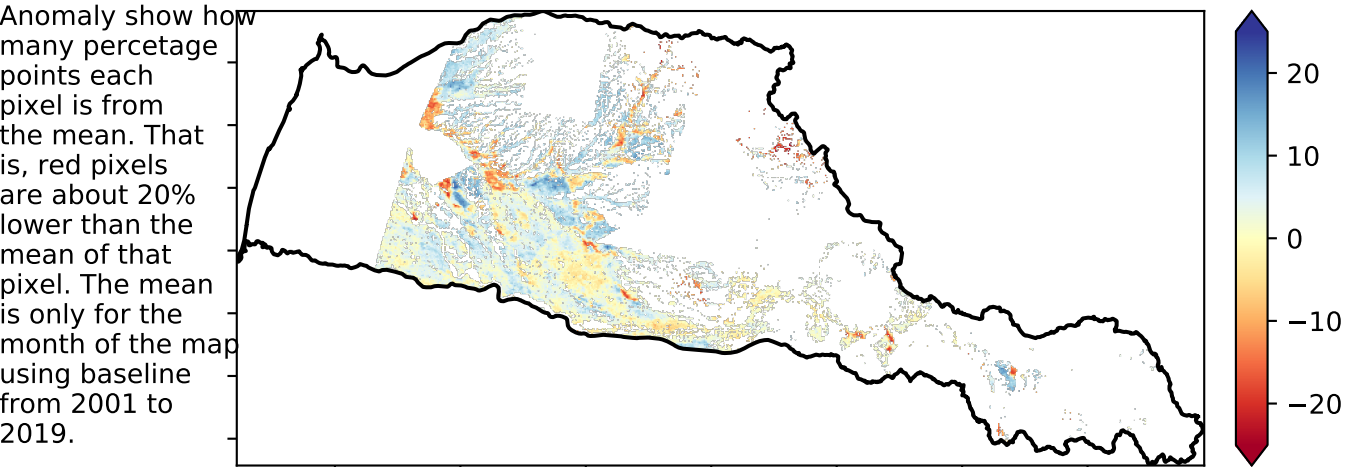 Anomaly show how
many percetage
points each
pixel is from
the mean. That
is, red pixels
are about 20%
lower than the
mean of that
pixel. The mean
is only for the
month of the map
using baseline
from 2001 to
2019.
20
10
0
−10
−20